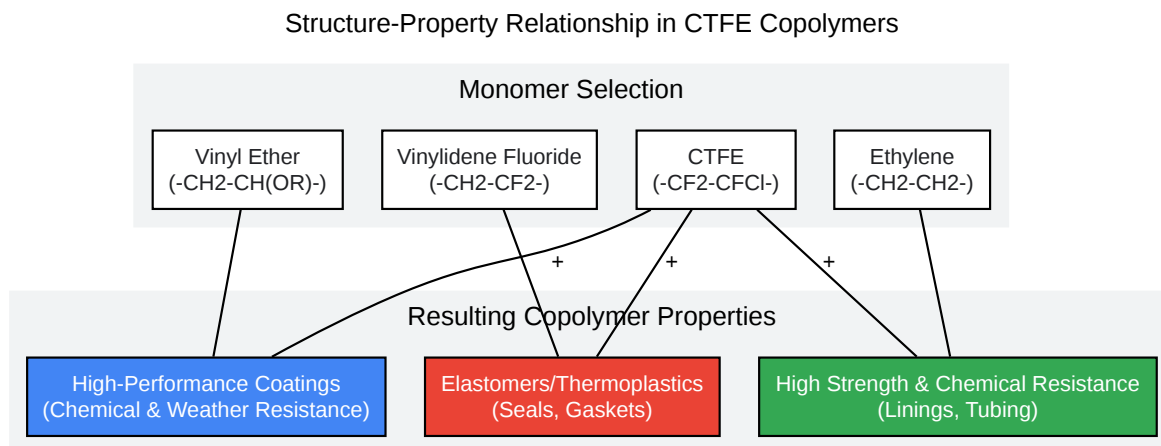 Structure-Property Relationship in CTFE Copolymers
Monomer Selection
Vinyl Ether
(-CH2-CH(OR)-)
Vinylidene Fluoride
(-CH2-CF2-)
CTFE
(-CF2-CFCl-)
Ethylene
(-CH2-CH2-)
+
+
+
Resulting Copolymer Properties
High-Performance Coatings
(Chemical & Weather Resistance)
Elastomers/Thermoplastics
(Seals, Gaskets)
High Strength & Chemical Resistance
(Linings, Tubing)